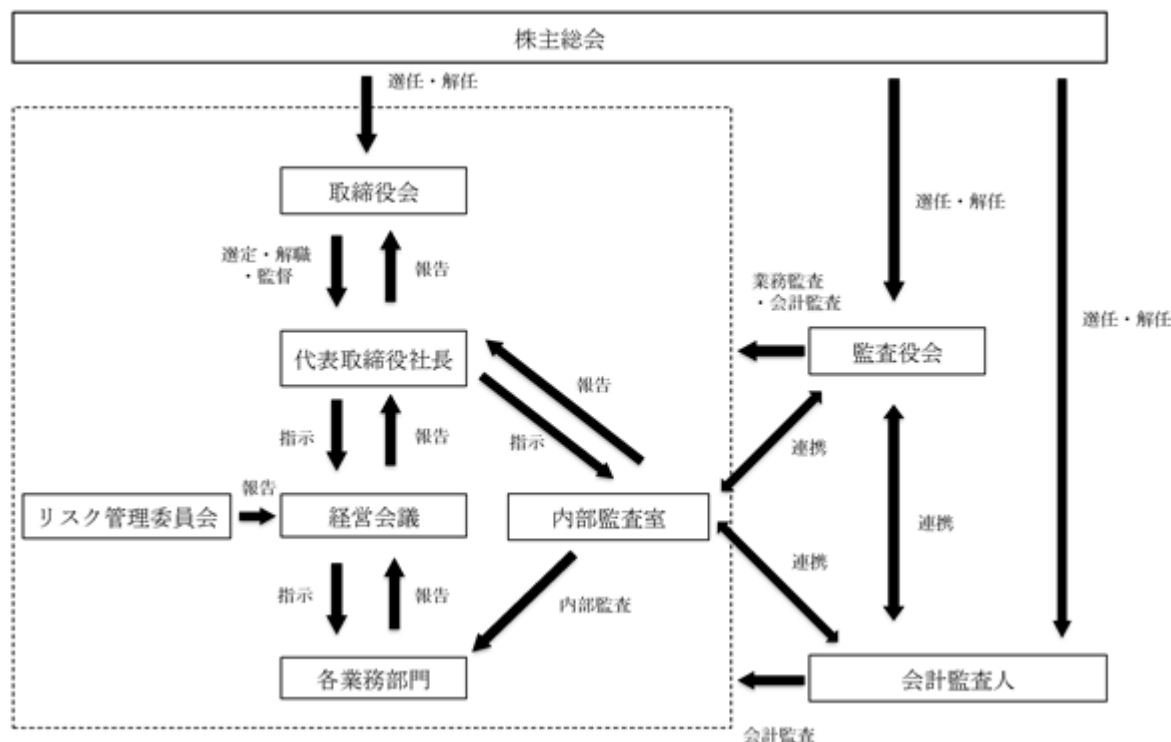 株主総会
選任・解任
取締役会
選任・解任
選定・解職
・監督
報告
業務監査
・会計監査
選任・解任
代表取締役社長
監査役会
報告
指示
報告
指示
連携
報告
リスク管理委員会
経営会議
内部監査室
連携
連携
指示
報告
内部監査
各業務部門
会計監査人
会計監査